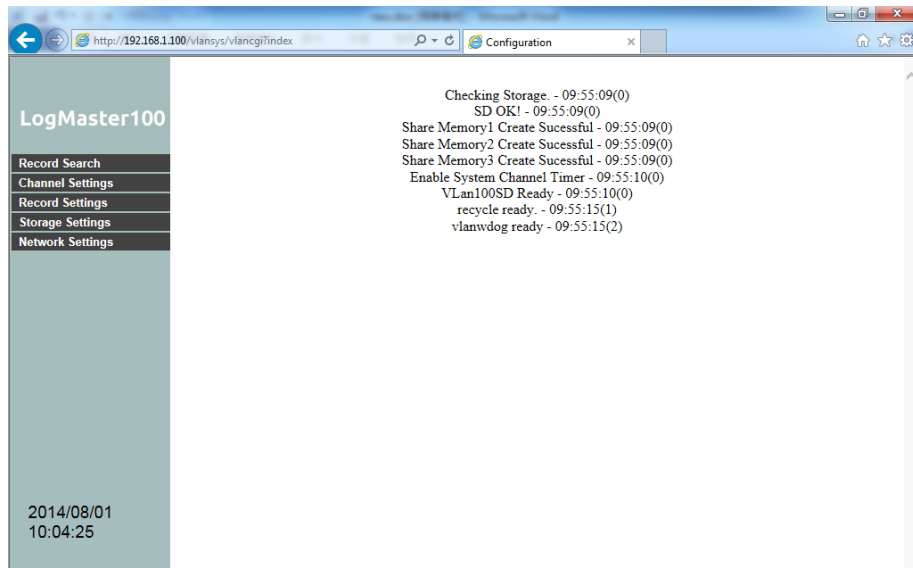 http://192.168.1.100/vlansys/vlancgi?index
Configuration
LogMaster100
Record Search
Channel Settings
Record Settings
Storage Settings
Network Settings
2014/08/01
10:04:25
Checking Storage. - 09:55:09(0)
SD OK! - 09:55:09(0)
Share Memory1 Create Sucessful - 09:55:09(0)
Share Memory2 Create Sucessful - 09:55:09(0)
Share Memory3 Create Sucessful - 09:55:09(0)
Enable System Channel Timer - 09:55:10(0)
VLan100SD Ready - 09:55:10(0)
recycle ready. - 09:55:15(1)
vlanwdog ready - 09:55:15(2)